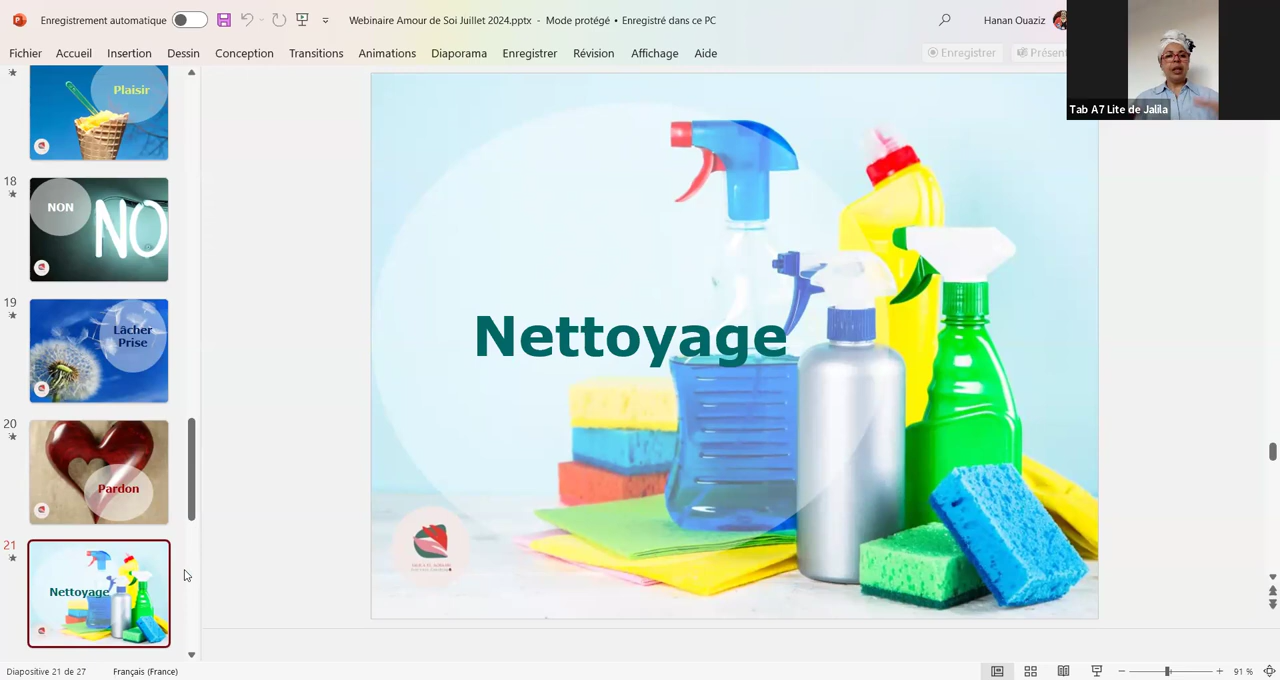 Enregistrement automatique
Webinaire Amour de Soi Juillet 2024.pptx - Mode protégé • Enregistré dans ce PC
Hanan Ouaziz
Fichier Accueil Insertion Dessin Conception Transitions Animations Diaporama Enregistrer Révision Affichage Aide
Enregistrer
Présent
Tab A7 Lite de Jalila
Plaisir
18
NON
NO
19
Lâcher
Prise
20
Pardon
21
Nettoyage
Nettoyage
Diapositive 21 de 27 Français (France)
91 %